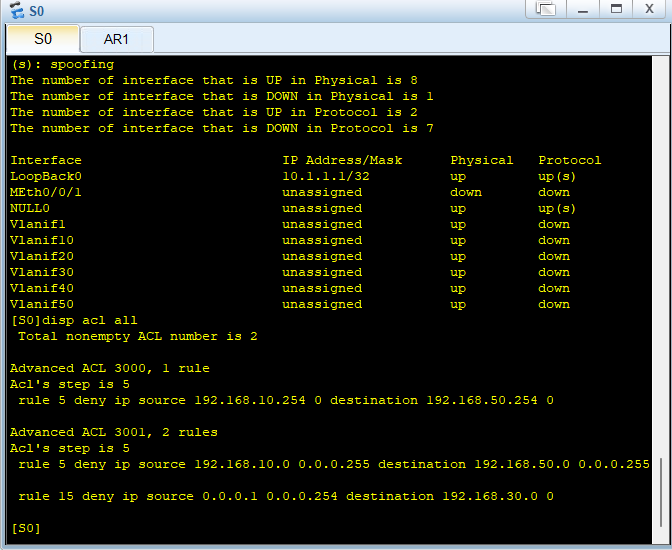 S0
S0 AR1
(s): spoofing
The number of interface that is UP in Physical is 8
The number of interface that is DOWN in Physical is 1
The number of interface that is UP in Protocol is 2
The number of interface that is DOWN in Protocol is 7
Interface IP Address/Mask Physical Protocol
LoopBack0 10.1.1.1/32 up up(s)
MEth0/0/1 unassigned down down
NULL0 unassigned up up(s)
Vlanif1 unassigned up down
Vlanif10 unassigned up down
Vlanif20 unassigned up down
Vlanif30 unassigned up down
Vlanif40 unassigned up down
Vlanif50 unassigned up down
[S0]disp acl all
Total nonempty ACL number is 2
Advanced ACL 3000, 1 rule
Acl's step is 5
rule 5 deny ip source 192.168.10.254 0 destination 192.168.50.254 0
Advanced ACL 3001, 2 rules
Acl's step is 5
rule 5 deny ip source 192.168.10.0 0.0.0.255 destination 192.168.50.0 0.0.0.255
rule 15 deny ip source 0.0.0.1 0.0.0.254 destination 192.168.30.0 0
[S0]